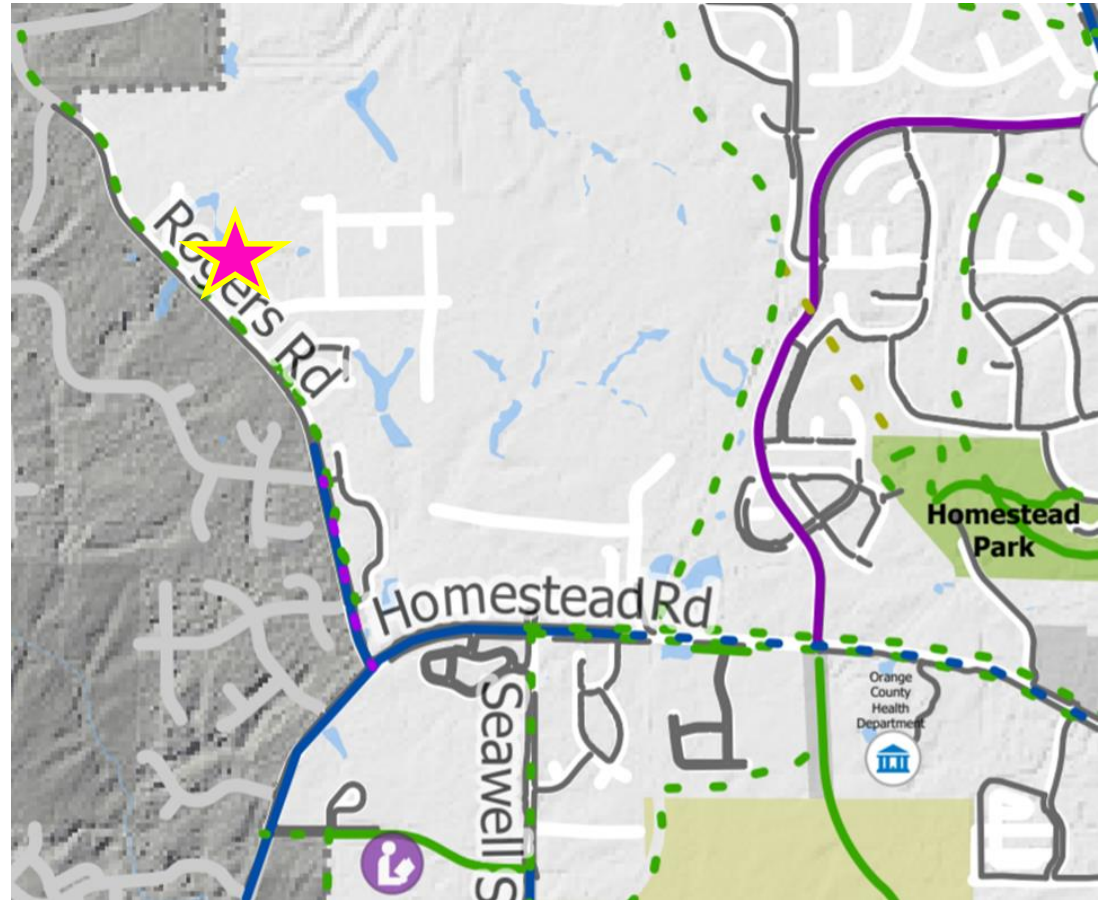 Rogers Rd
Homestead
Park
Homestead Rd
Orange
County
Health
Department
Seawell S